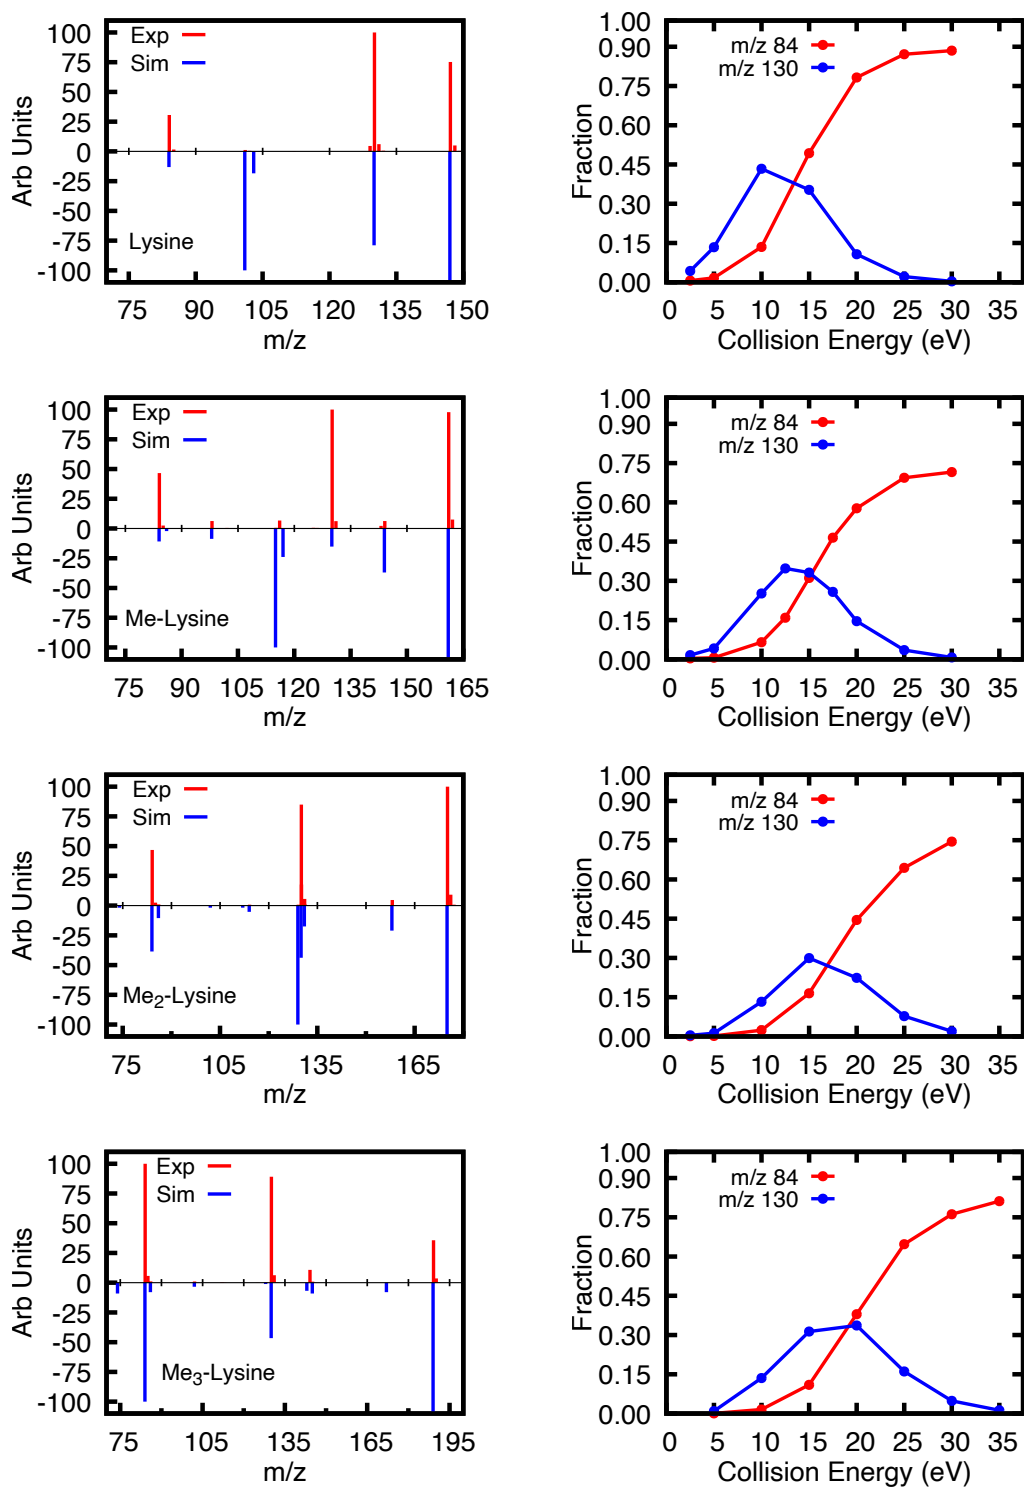 100
75
50
25
0
-25
-50
-75
-100
Arb Units
Exp
Sim
Lysine
75 90 105 120 135 150
m/z
1.00
0.90
0.75
0.60
0.45
0.30
0.15
0.00
Fraction
m/z 84
m/z 130
0 5 10 15 20 25 30 35
Collision Energy (eV)
100
75
50
25
0
-25
-50
-75
-100
Arb Units
Exp
Sim
Me-Lysine
75 90 105 120 135 150 165
m/z
1.00
0.90
0.75
0.60
0.45
0.30
0.15
0.00
Fraction
m/z 84
m/z 130
0 5 10 15 20 25 30 35
Collision Energy (eV)
100
75
50
25
0
-25
-50
-75
-100
Arb Units
Exp
Sim
Me₂-Lysine
75 105 135 165
m/z
1.00
0.90
0.75
0.60
0.45
0.30
0.15
0.00
Fraction
m/z 84
m/z 130
0 5 10 15 20 25 30 35
Collision Energy (eV)
100
75
50
25
0
-25
-50
-75
-100
Arb Units
Exp
Sim
Me₃-Lysine
75 105 135 165 195
m/z
1.00
0.90
0.75
0.60
0.45
0.30
0.15
0.00
Fraction
m/z 84
m/z 130
0 5 10 15 20 25 30 35
Collision Energy (eV)